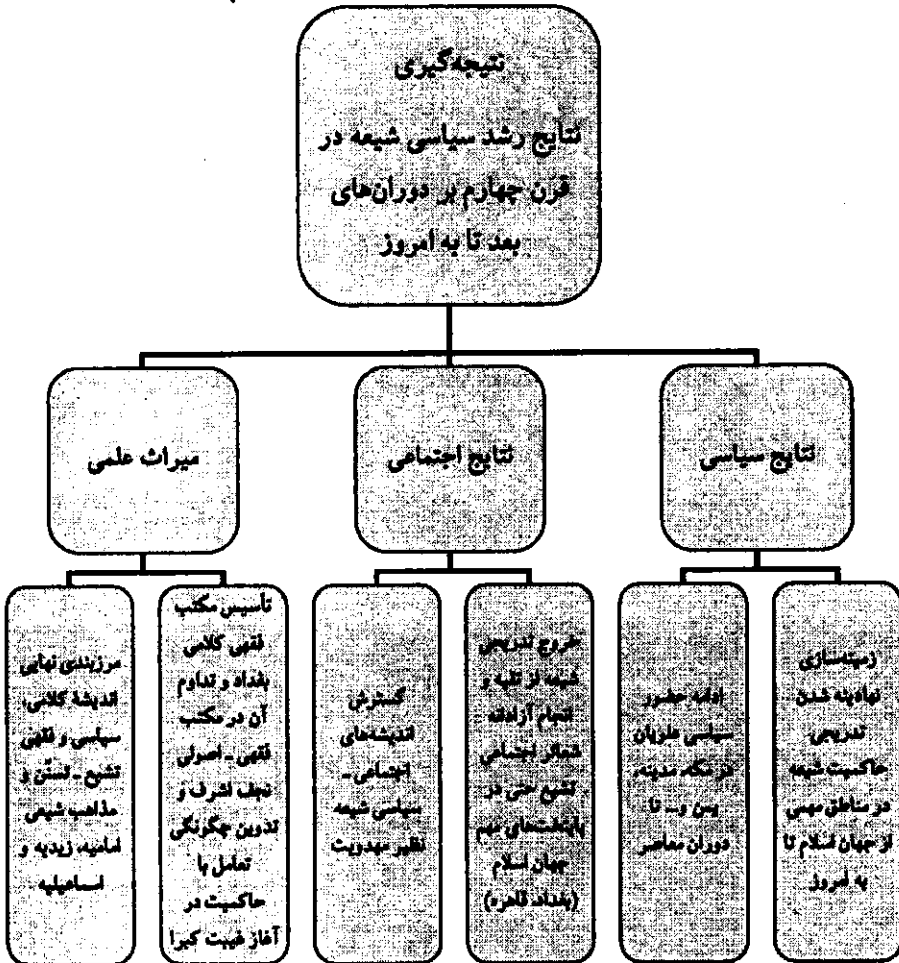 نتیجه‌گیری
نتایج رشد سیاسی شیعه در
قرن چهارم بر دوران‌های
بعد تا به امروز
نتایج سیاسی
نتایج اجتماعی
میراث علمی
زمینه‌سازی
نهادینه شدن
تدریجی
حاکمیت شیعه
در مناطق مهمی
از جهان اسلام تا
به امروز
ادامه حضور
سیاسی علویان
در مکه، مدینه،
یمن و... تا
دوران معاصر
خروج تدریجی
شیعه از تقیه و
انجام آزادانه
شعائر اجتماعی
تشیع حتی در
پایتخت‌های مهم
جهان اسلام
(بغداد، قاهره)
گسترش
اندیشه‌های
اجتماعی ـ
سیاسی شیعه
نظیر مهدویت
تأسیس مکتب
فقهی کلامی
بغداد و تداوم
آن در مکتب
فقهی ـ اصولی
نجف اشرف و
تدوین چگونگی
تعامل با
حاکمیت در
آغاز غیبت کبرا
مرزبندی نهایی
اندیشهٔ کلامی،
سیاسی و فقهی
تشیع ـ تسنّن و
مذاهب شیعی
امامیه، زیدیه و
اسماعیلیه